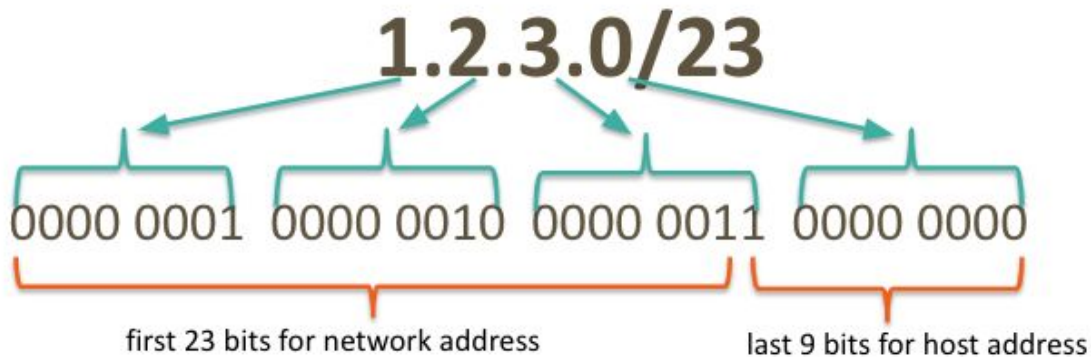 1.2.3.0/23
0000 0001 0000 0010 0000 0011 0000 0000
first 23 bits for network address last 9 bits for host address